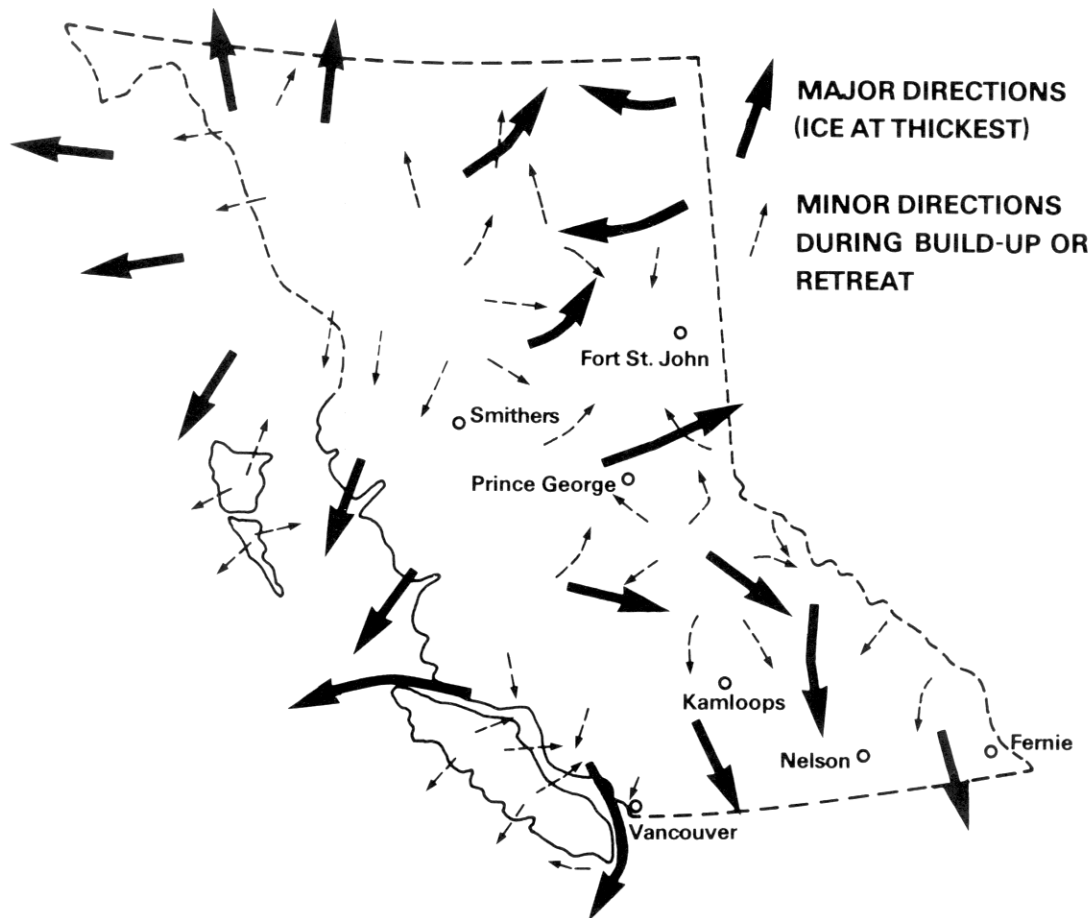 MAJOR DIRECTIONS
(ICE AT THICKEST)
MINOR DIRECTIONS
DURING BUILD-UP OR
RETREAT
Fort St. John
Smithers
Prince George
Kamloops
Nelson
Fernie
Vancouver